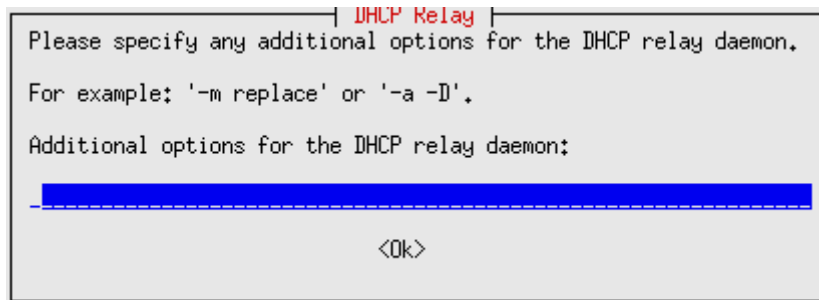 DHCP Relay
Please specify any additional options for the DHCP relay daemon.
For example: '-m replace' or '-a -D'.
Additional options for the DHCP relay daemon:
<Ok>